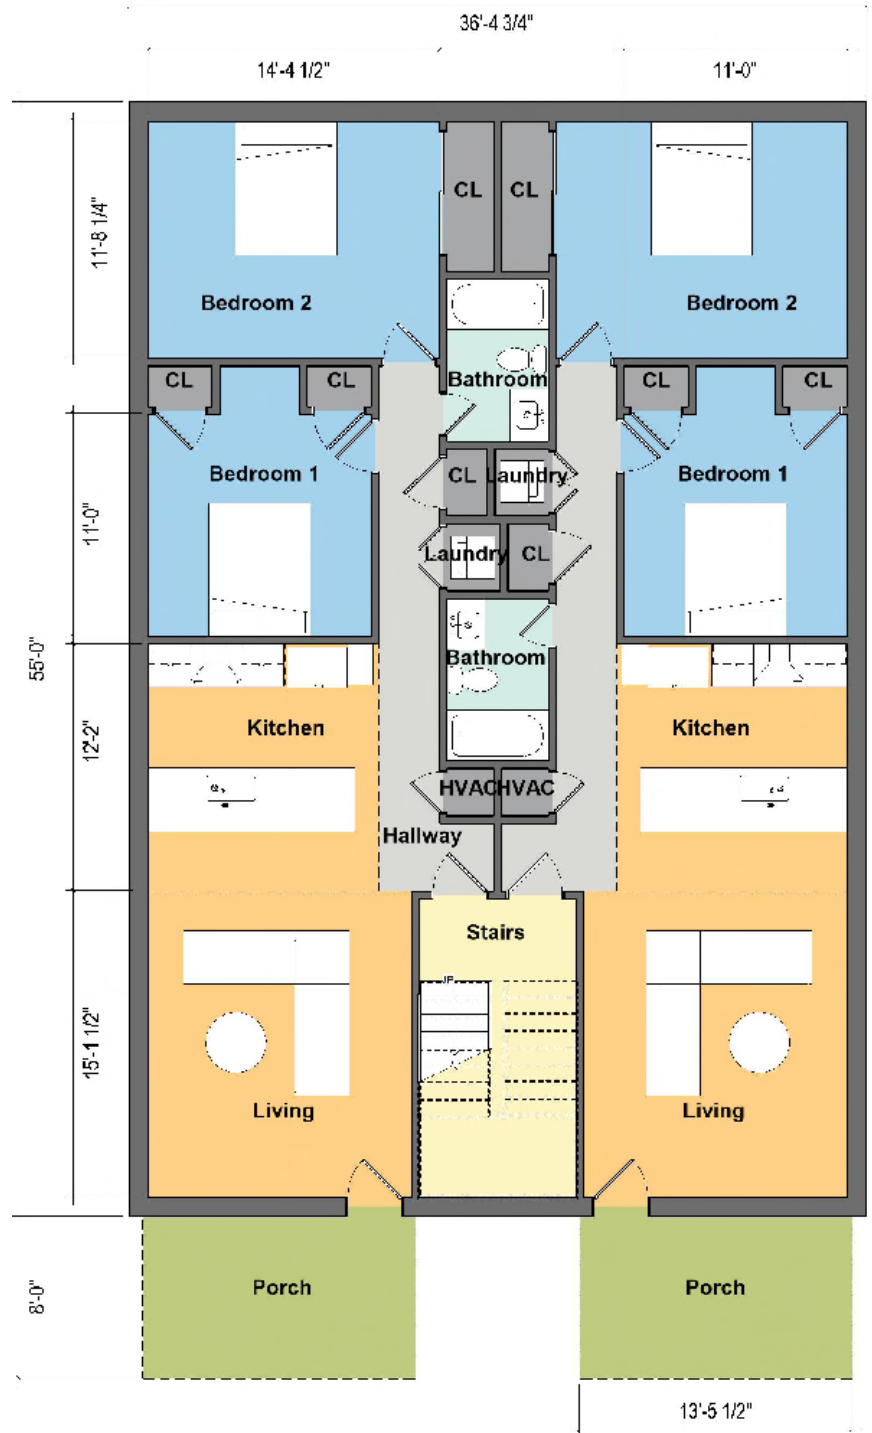 36'-4 3/4"
14'-4 1/2"
11'-0"
11'-8 1/4"
CL
CL
Bedroom 2
Bedroom 2
CL
CL
Bathroom
CL
CL
Bedroom 1
CL
Laundry
Bedroom 1
11'-0"
Laundry
CL
55'-0"
Bathroom
Kitchen
Kitchen
12'-2"
HVAC
HVAC
Hallway
Stairs
UP
15'-1 1/2"
Living
Living
8'-0"
Porch
Porch
13'-5 1/2"